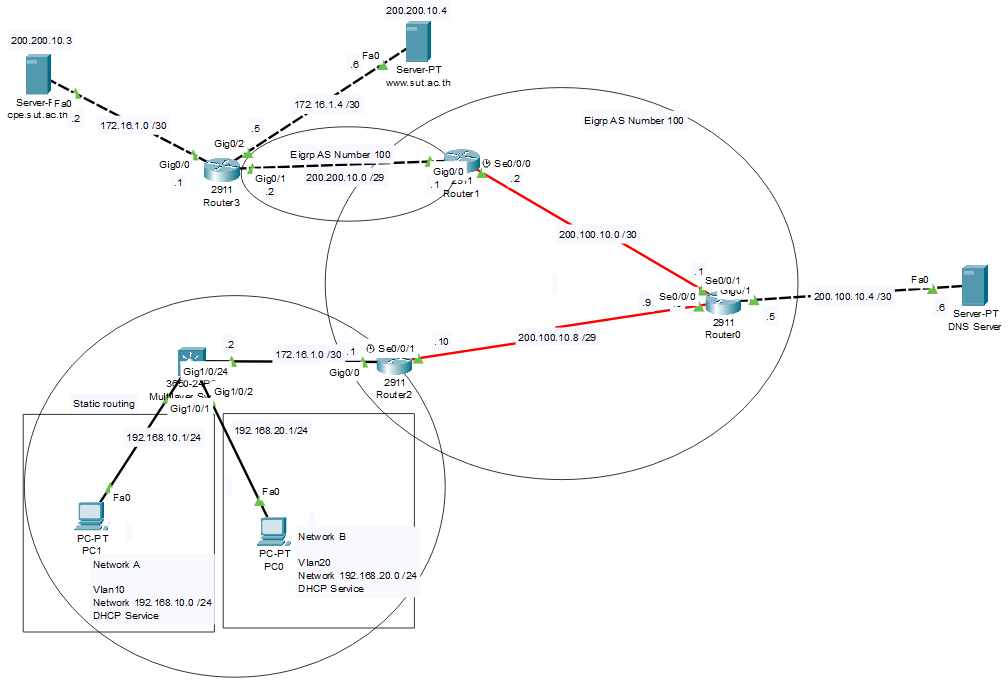 200.200.10.4
200.200.10.3
Fa0
.6
Server-PT
www.sut.ac.th
Fa0
cpe.sut.ac.th
.2
172.16.1.4 /30
172.16.1.0 /30
.5
Gig0/2
Gig0/0
.1
Eigrp AS Number 100
Gig0/1
.2
200.200.10.0 /29
2911
Router3
Eigrp AS Number 100
Se0/0/0
.2
Gig0/0
.1
2911
Router1
200.100.10.0 /30
.1
Se0/0/1
Gig0/1
Se0/0/0
.9
.5
2911
Router0
200.100.10.4 /30
Fa0
.6
Server-PT
DNS Server
200.100.10.8 /29
.10
Se0/0/1
.1
172.16.1.0 /30
.2
Gig0/0
2911
Router2
Gig1/0/24
Gig1/0/2
Gig1/0/1
Static routing
192.168.10.1/24
192.168.20.1/24
Fa0
PC-PT
PC1
Network A
Vlan10
Network 192.168.10.0 /24
DHCP Service
Fa0
PC-PT
PC0
Network B
Vlan20
Network 192.168.20.0 /24
DHCP Service